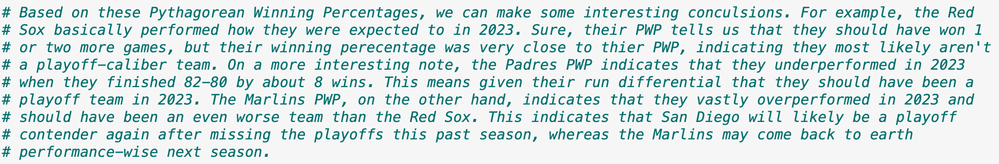 # Based on these Pythagorean Winning Percentages, we can make some interesting conculsions. For example, the Red
# Sox basically performed how they were expected to in 2023. Sure, their PWP tells us that they should have won 1
# or two more games, but their winning perecentage was very close to thier PWP, indicating they most likely aren't
# a playoff-caliber team. On a more interesting note, the Padres PWP indicates that they underperformed in 2023
# when they finished 82-80 by about 8 wins. This means given their run differential that they should have been a
# playoff team in 2023. The Marlins PWP, on the other hand, indicates that they vastly overperformed in 2023 and
# should have been an even worse team than the Red Sox. This indicates that San Diego will likely be a playoff
# contender again after missing the playoffs this past season, whereas the Marlins may come back to earth
# performance-wise next season.